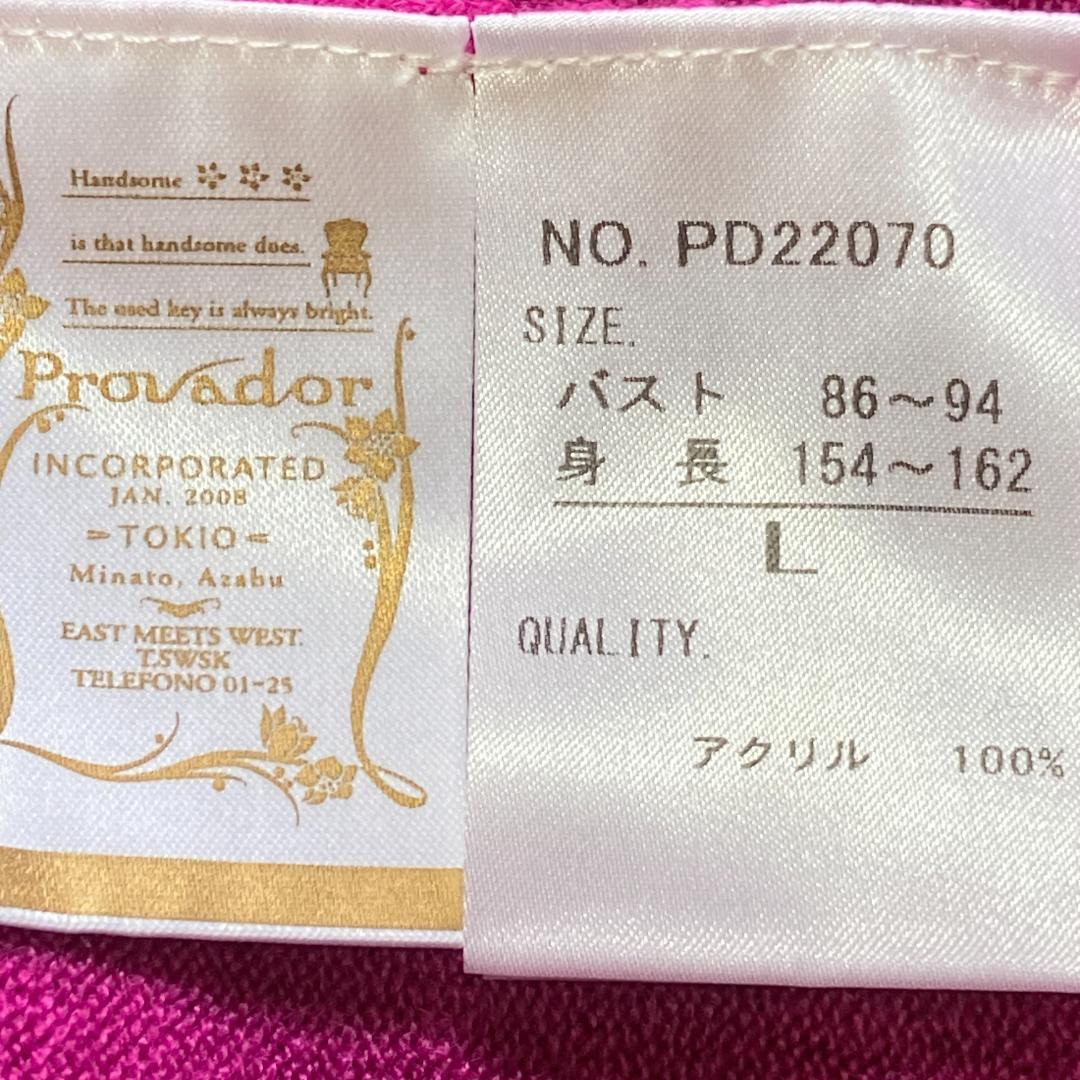 Handsome
is that handsome does.
The used key is always bright.
Provador
INCORPORATED
JAN. 2008
TOKIO
Minato, Azabu
EAST MEETS WEST.
T.SWSK
TELEFONO 01-25
NO. PD22070
SIZE.
バスト 86〜94
身長 154〜162
L
QUALITY.
アクリル 100%